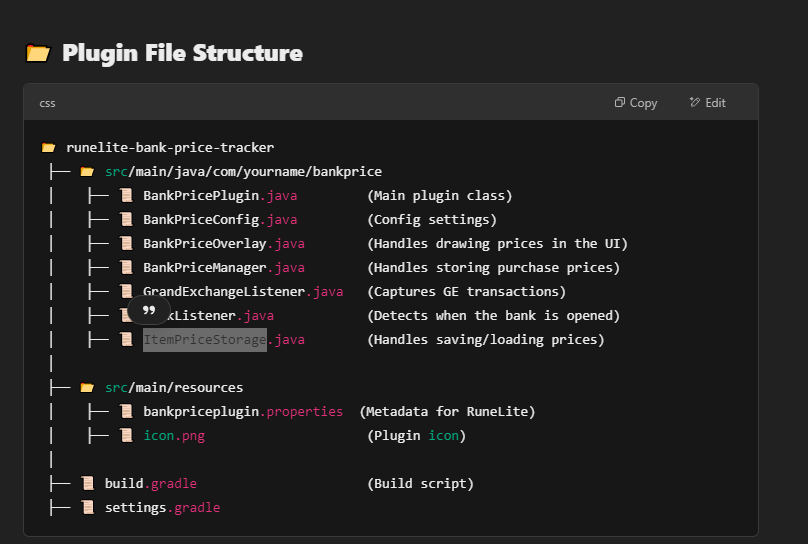 Plugin File Structure
css Copy Edit
runelite-bank-price-tracker
src/main/java/com/yourname/bankprice
BankPricePlugin.java (Main plugin class)
BankPriceConfig.java (Config settings)
BankPriceOverlay.java (Handles drawing prices in the UI)
BankPriceManager.java (Handles storing purchase prices)
GrandExchangeListener.java (Captures GE transactions)
kListener.java (Detects when the bank is opened)
ItemPriceStorage.java (Handles saving/loading prices)
src/main/resources
bankpriceplugin.properties (Metadata for RuneLite)
icon.png (Plugin icon)
build.gradle (Build script)
settings.gradle